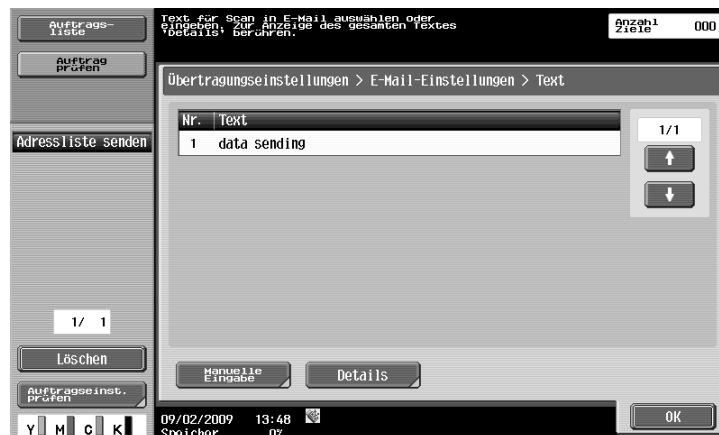 Auftrags-
liste
Auftrag
prüfen
Adressliste senden
1/ 1
Löschen
Auftragseinst.
prüfen
Y M C K
Text für Scan in E-Mail auswählen oder
eingeben. Zur Anzeige des gesamten Textes
'Details' berühren.
Anzahl
Ziele 000
Übertragungseinstellungen > E-Mail-Einstellungen > Text
Nr. Text
1 data sending
1/1
Manuelle
Eingabe
Details
09/02/2009 13:48
Speicher 0%
OK